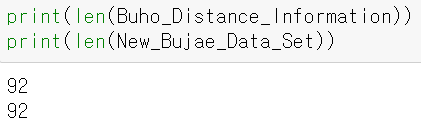 print(len(Buho_Distance_Information))
print(len(New_Bujae_Data_Set))
92
92